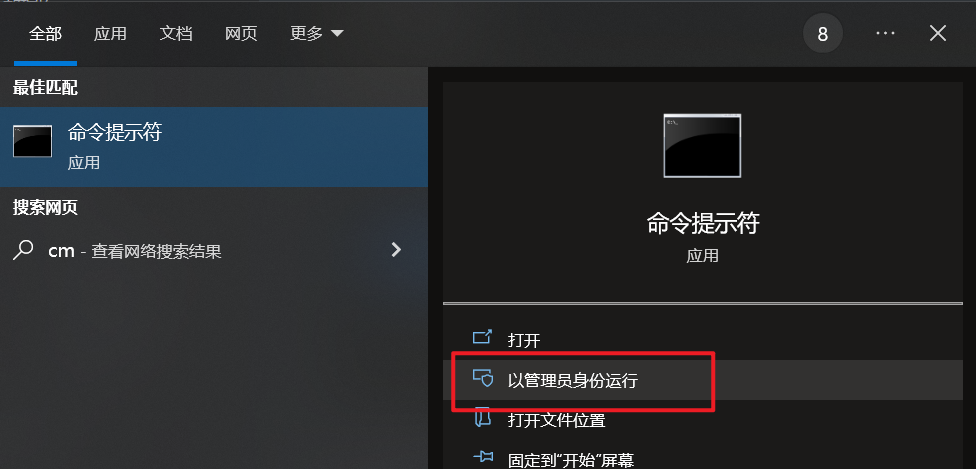 全部 应用 文档 网页 更多 8
最佳匹配
命令提示符
应用
搜索网页
cm - 查看网络搜索结果
命令提示符
应用
打开
以管理员身份运行
打开文件位置
固定到“开始”屏幕